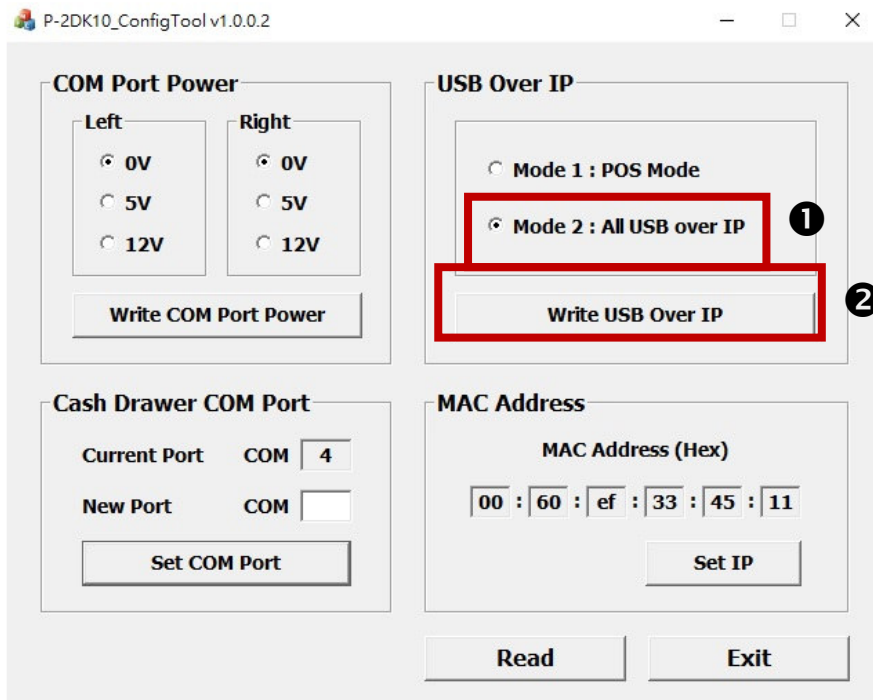 P-2DK10_ConfigTool v1.0.0.2
COM Port Power
Left
0V
5V
12V
Right
0V
5V
12V
Write COM Port Power
USB Over IP
Mode 1 : POS Mode
Mode 2 : All USB over IP
❶
Write USB Over IP
❷
Cash Drawer COM Port
Current Port COM 4
New Port COM
Set COM Port
MAC Address
MAC Address (Hex)
00 : 60 : ef : 33 : 45 : 11
Set IP
Read
Exit